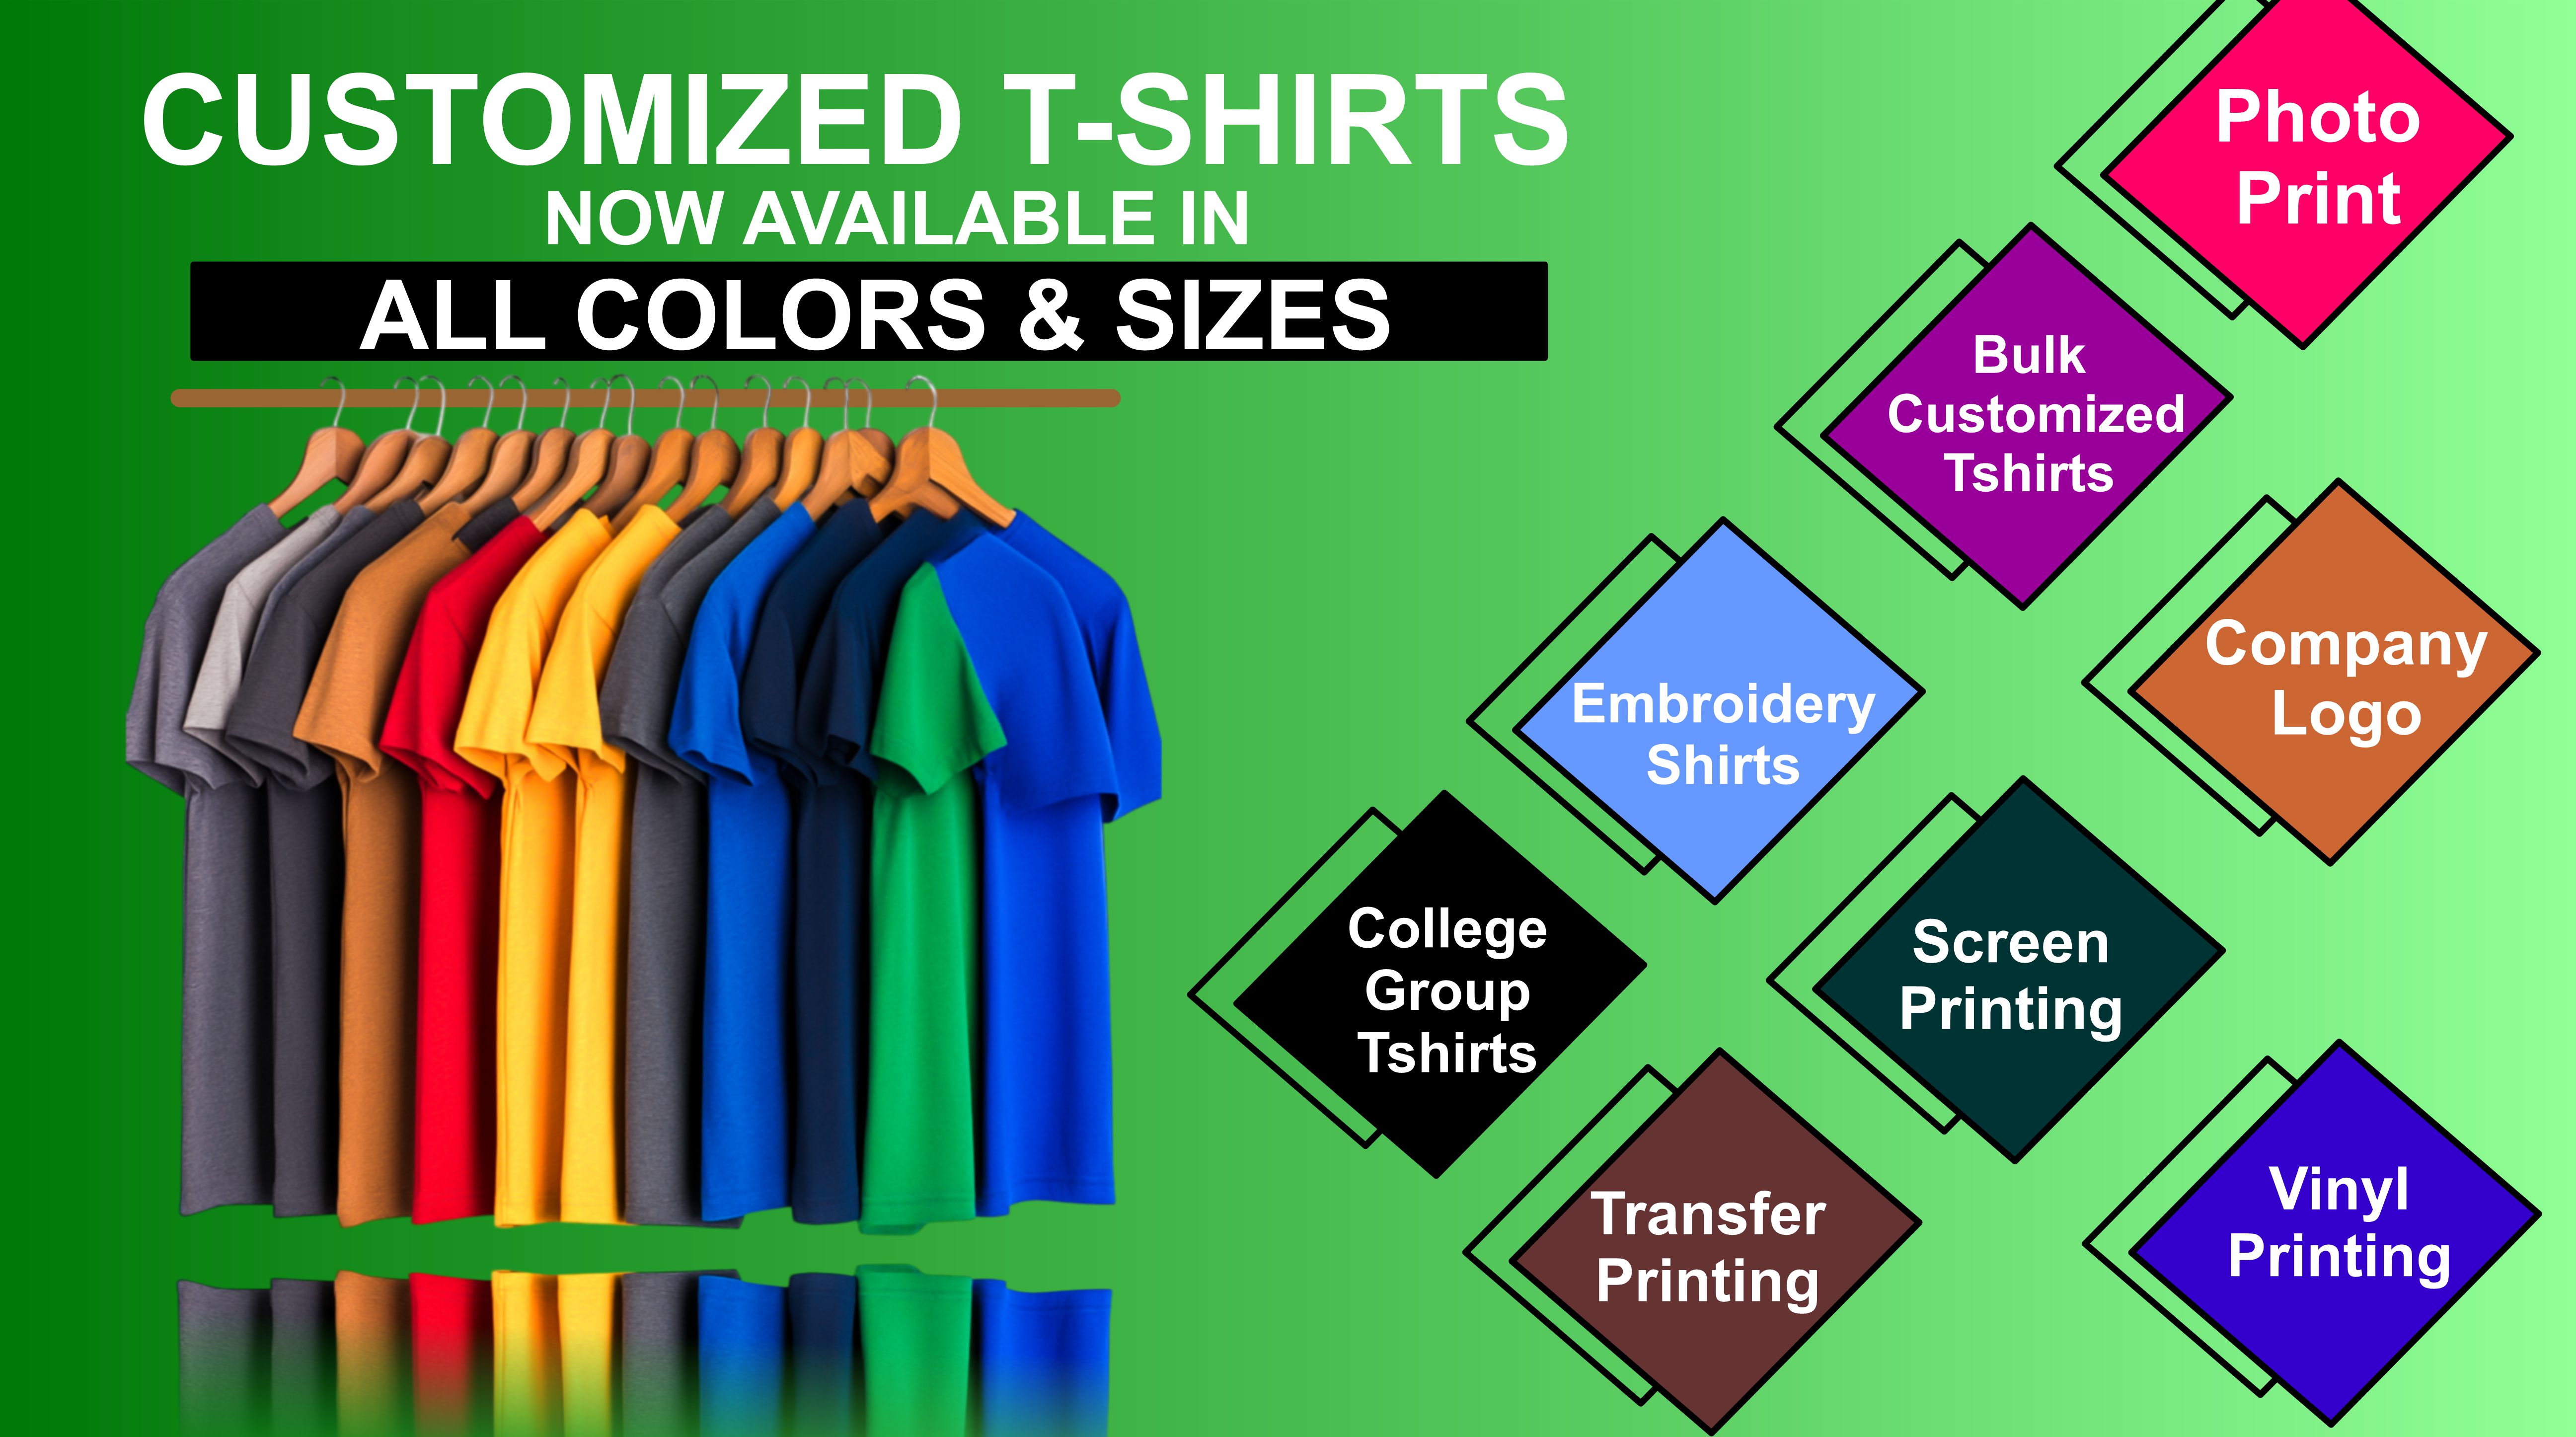 CUSTOMIZED T-SHIRTS
NOW AVAILABLE IN
ALL COLORS & SIZES
Photo
Print
Bulk
Customized
Tshirts
Company
Logo
Embroidery
Shirts
College
Group
Tshirts
Screen
Printing
Transfer
Printing
Vinyl
Printing